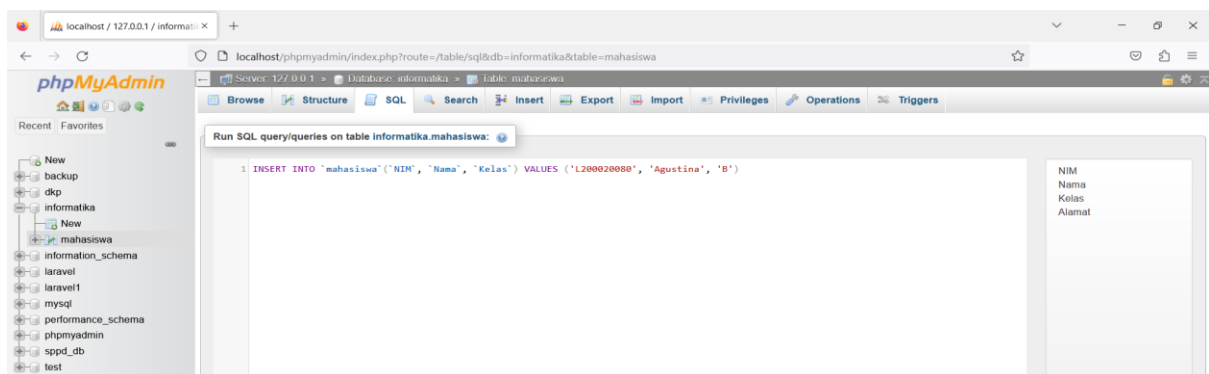 localhost / 127.0.0.1 / informati
localhost/phpmyadmin/index.php?route=/table/sql&db=informatika&table=mahasiswa
phpMyAdmin
Recent Favorites
New
backup
dkp
informatika
New
mahasiswa
information_schema
laravel
laravel1
mysql
performance_schema
phpmyadmin
sppd_db
test
Server: 127.0.0.1 » Database: informatika » Table: mahasiswa
Browse Structure SQL Search Insert Export Import Privileges Operations Triggers
Run SQL query/queries on table informatika.mahasiswa:
1 INSERT INTO `mahasiswa`(`NIM`, `Nama`, `Kelas`) VALUES ('L200020080', 'Agustina', 'B')
NIM
Nama
Kelas
Alamat